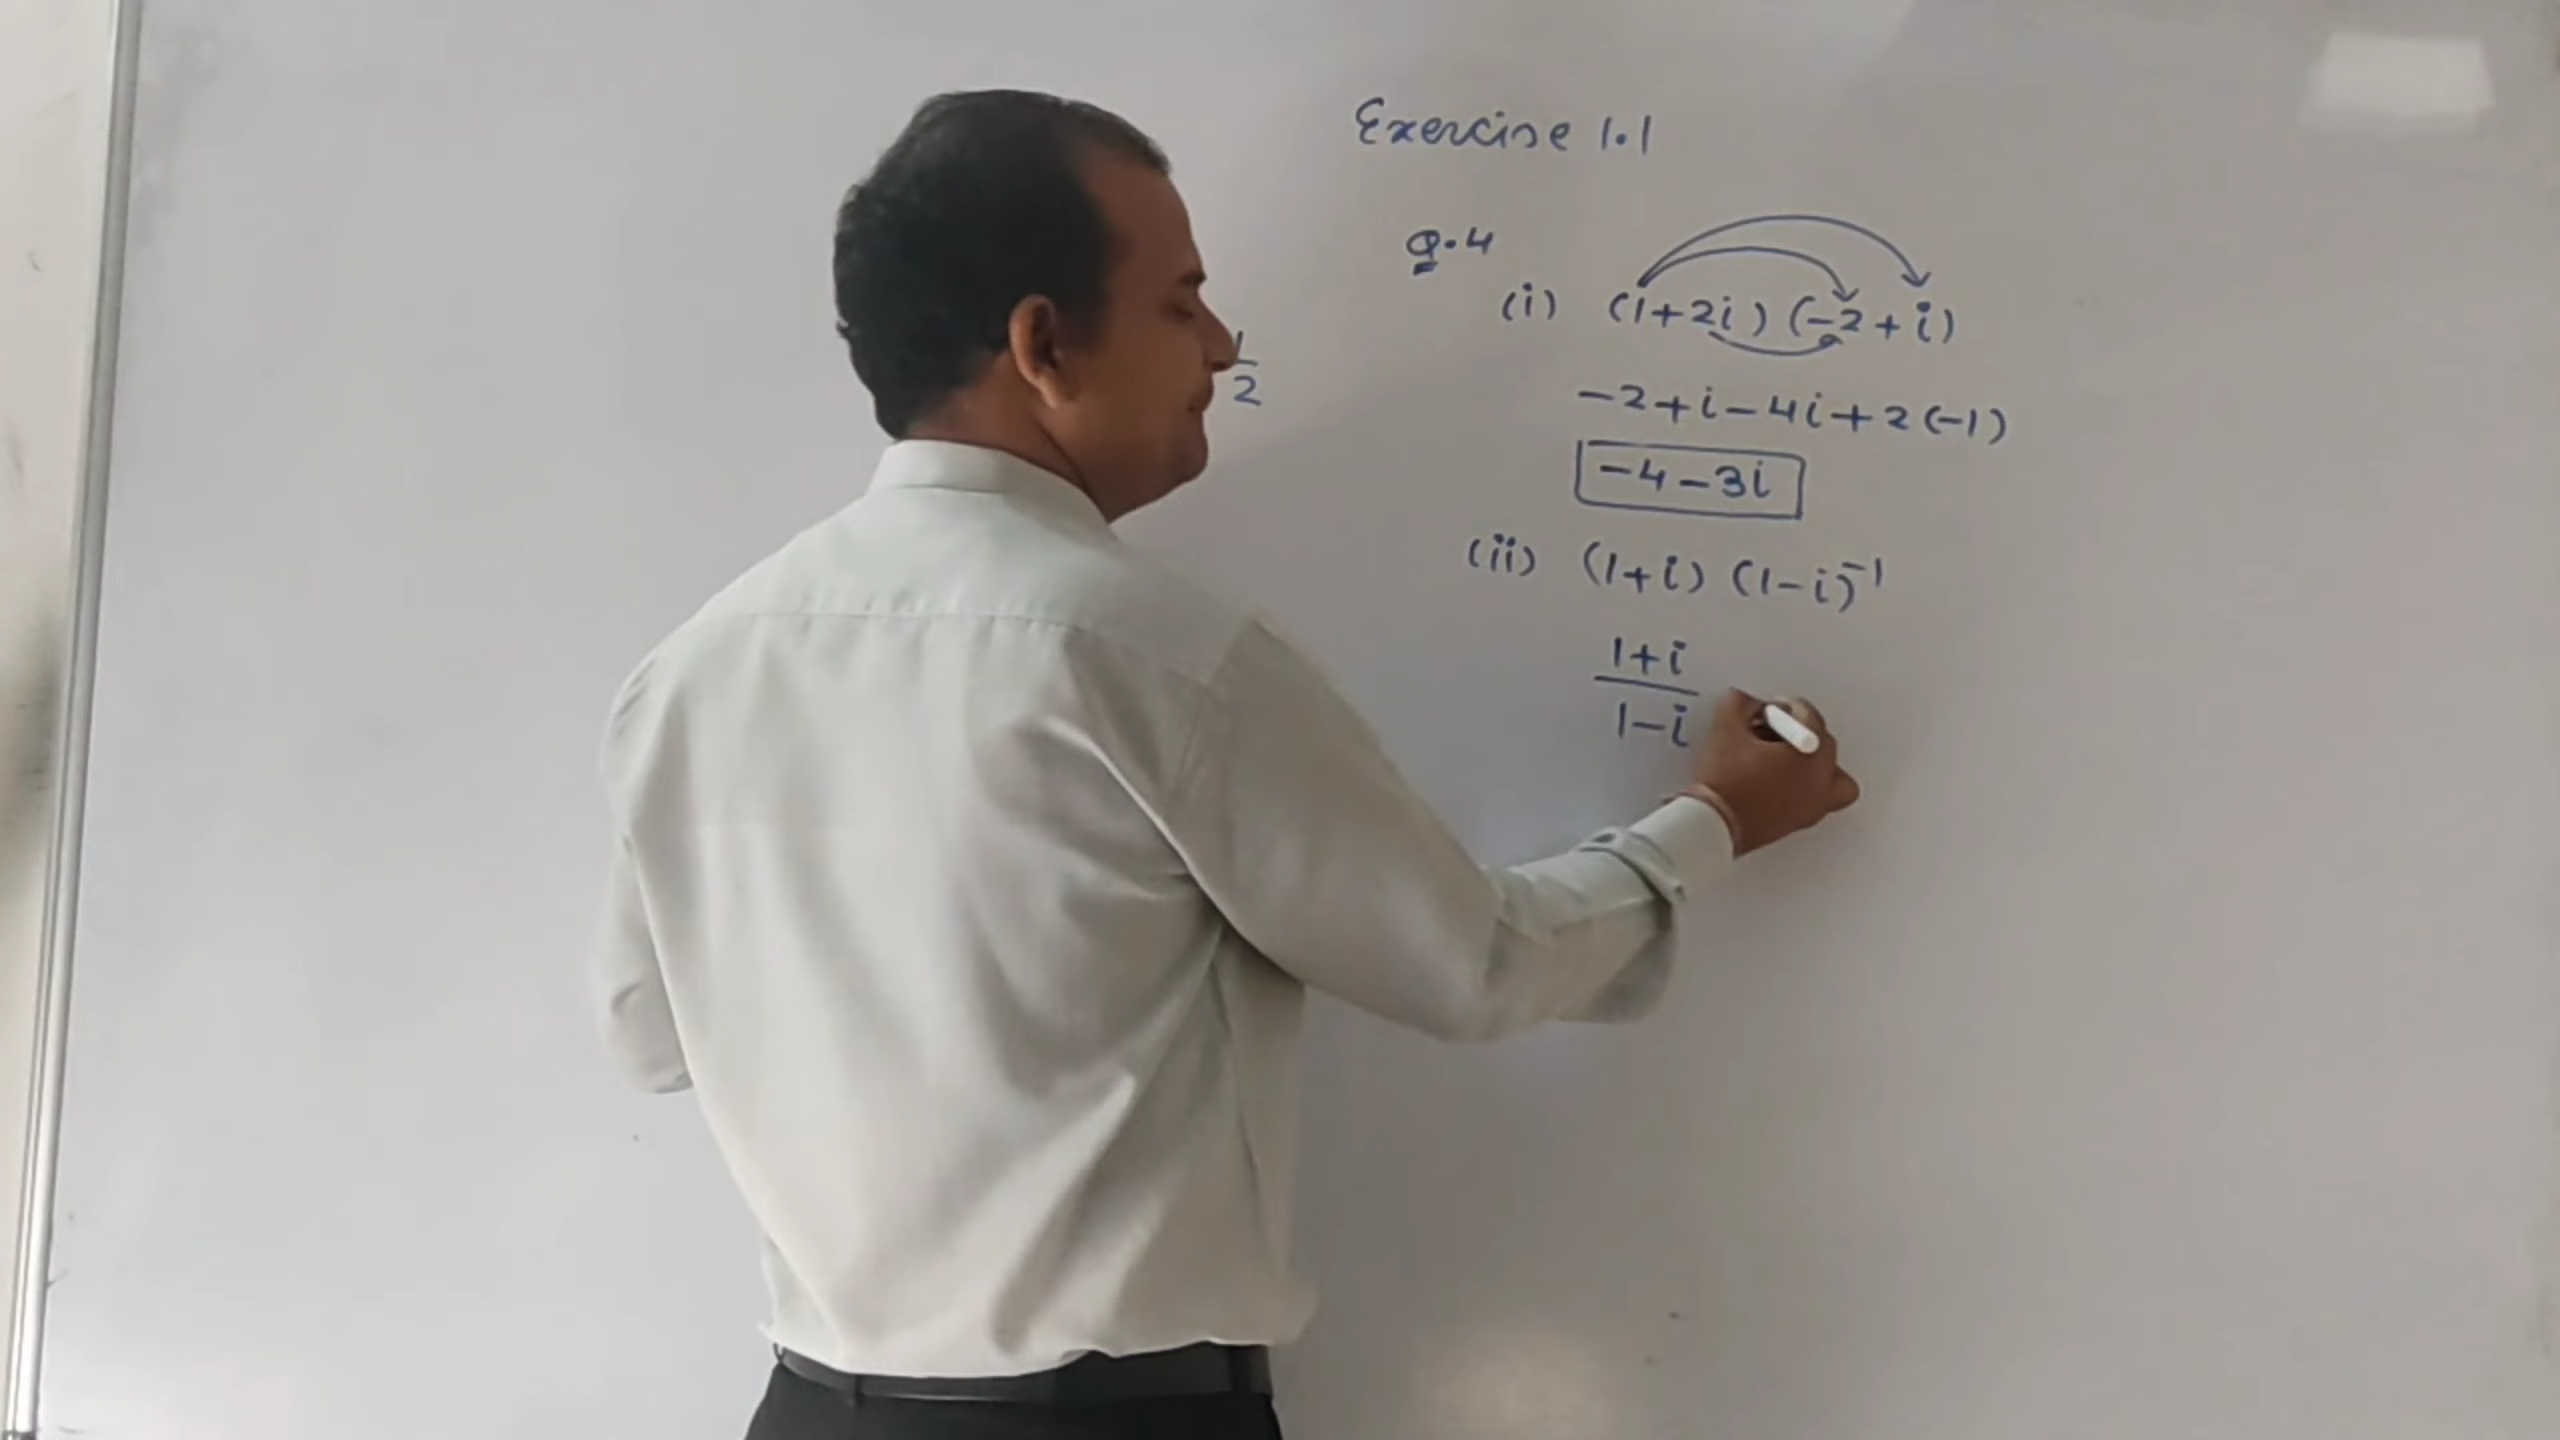 Exercise 1.1
Q.4
(i) (1+2i) (-2+i)
1/2
-2+i-4i+2(-1)
-4-3i
(ii) (1+i) (1-i)⁻¹
1+i
1-i